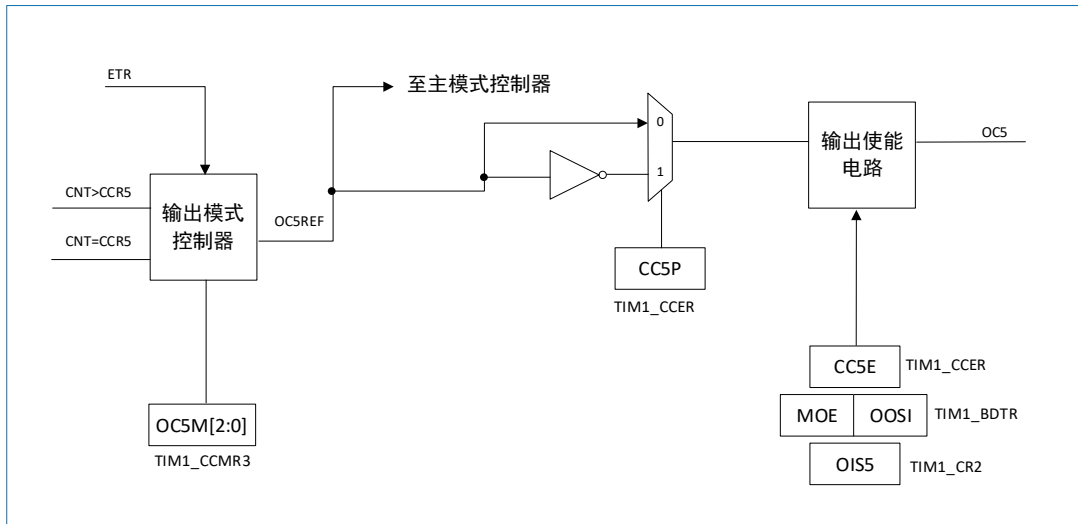 ETR
至主模式控制器
0
1
输出使能
电路
OC5
CNT>CCR5
CNT=CCR5
输出模式
控制器
OC5REF
CC5P
TIM1_CCER
CC5E
TIM1_CCER
MOE
OOSI
TIM1_BDTR
OIS5
TIM1_CR2
OC5M[2:0]
TIM1_CCMR3